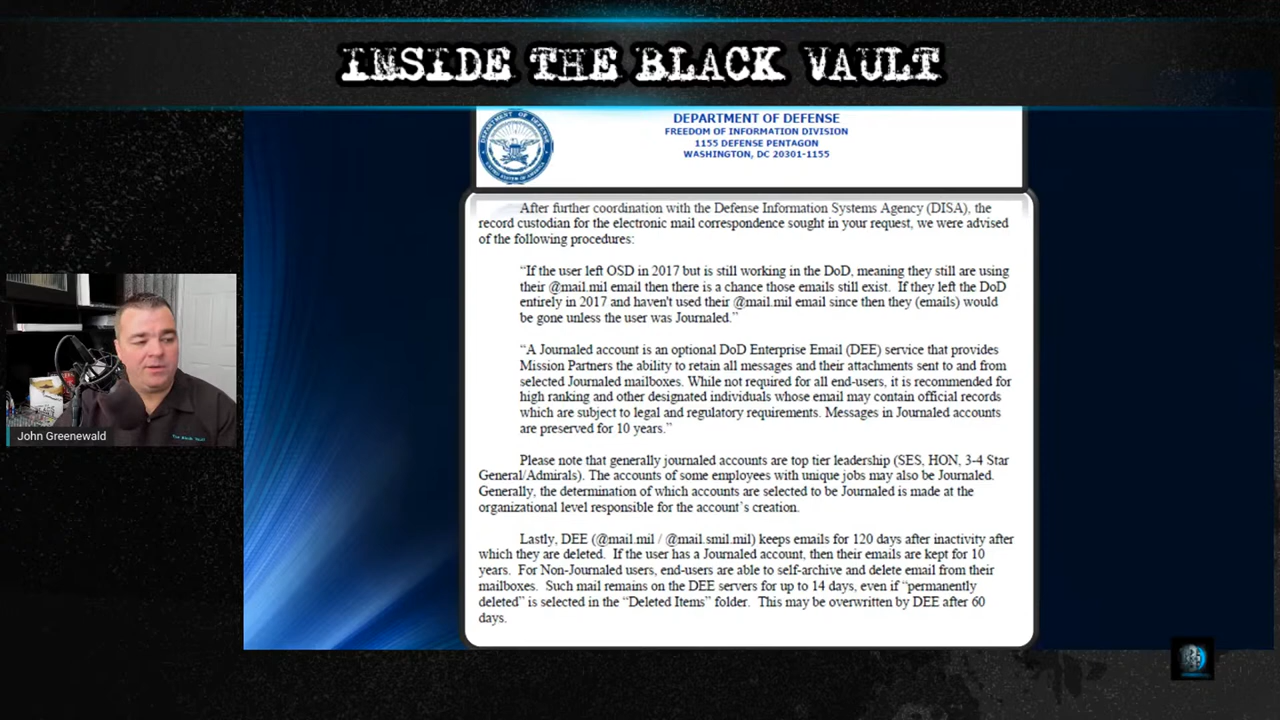 INSIDE THE BLACK VAULT
DEPARTMENT OF DEFENSE
FREEDOM OF INFORMATION DIVISION
1155 DEFENSE PENTAGON
WASHINGTON, DC 20301-1155
DEPARTMENT OF DEFENSE
UNITED STATES OF AMERICA
After further coordination with the Defense Information Systems Agency (DISA), the
record custodian for the electronic mail correspondence sought in your request, we were advised
of the following procedures:
“If the user left OSD in 2017 but is still working in the DoD, meaning they still are using
their @mail.mil email then there is a chance those emails still exist. If they left the DoD
entirely in 2017 and haven't used their @mail.mil email since then they (emails) would
be gone unless the user was Journaled.”
“A Journaled account is an optional DoD Enterprise Email (DEE) service that provides
Mission Partners the ability to retain all messages and their attachments sent to and from
selected Journaled mailboxes. While not required for all end-users, it is recommended for
high ranking and other designated individuals whose email may contain official records
which are subject to legal and regulatory requirements. Messages in Journaled accounts
are preserved for 10 years.”
Please note that generally journaled accounts are top tier leadership (SES, HON, 3-4 Star
General/Admirals). The accounts of some employees with unique jobs may also be Journaled.
Generally, the determination of which accounts are selected to be Journaled is made at the
organizational level responsible for the account`s creation.
Lastly, DEE (@mail.mil / @mail.smil.mil) keeps emails for 120 days after inactivity after
which they are deleted. If the user has a Journaled account, then their emails are kept for 10
years. For Non-Journaled users, end-users are able to self-archive and delete email from their
mailboxes. Such mail remains on the DEE servers for up to 14 days, even if “permanently
deleted” is selected in the “Deleted Items” folder. This may be overwritten by DEE after 60
days.
John Greenewald